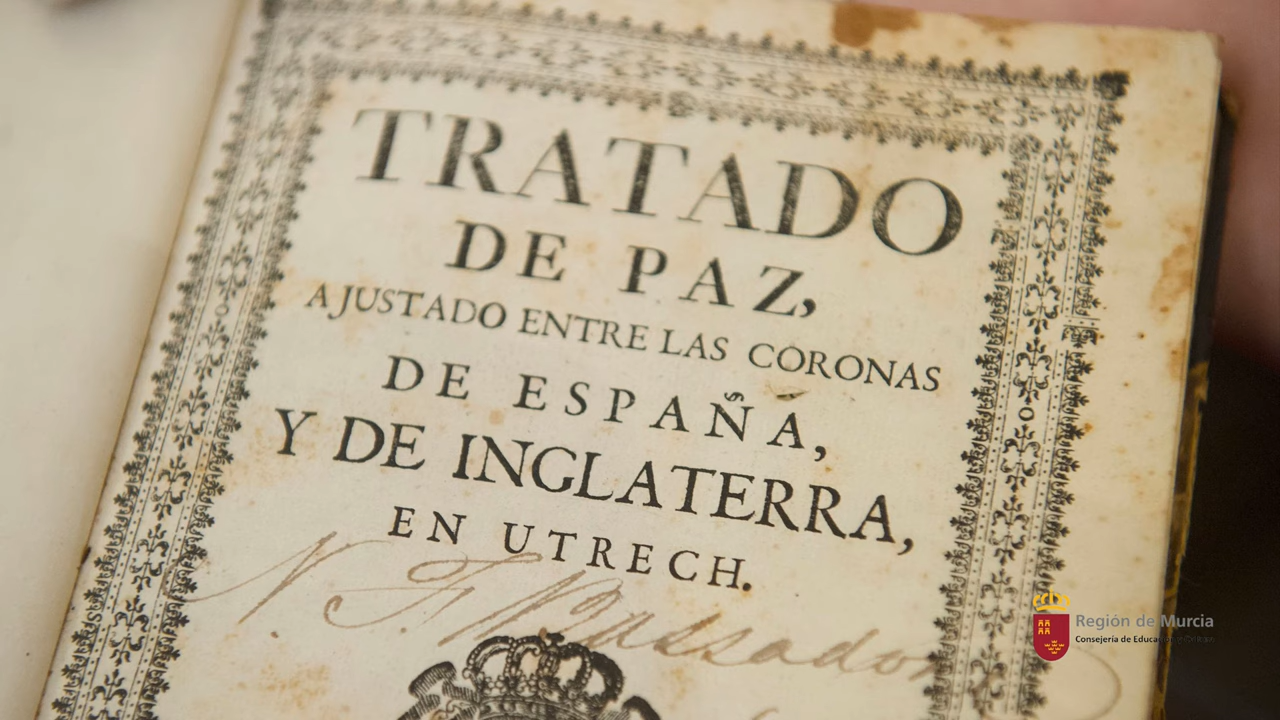 TRATADO
DE PAZ,
AJUSTADO ENTRE LAS CORONAS
DE ESPAÑA,
Y DE INGLATERRA,
EN UTRECH.
N. F.
Región de Murcia
Consejería de Educación y Cultura